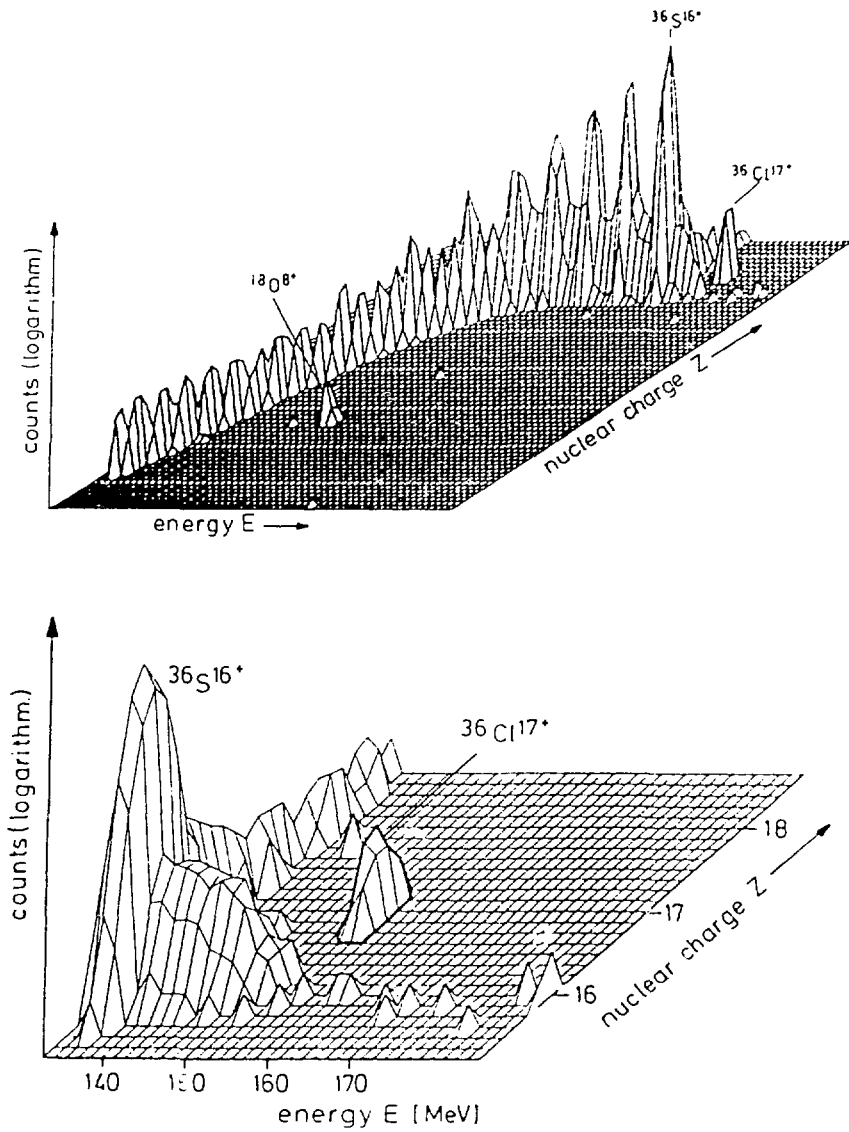 36S16+
36Cl17+
18O8+
counts (logarithm)
nuclear charge Z
energy E
36S16+
36Cl17+
counts (logarithm.)
18
17
16
nuclear charge Z
140 150 160 170
energy E [MeV]